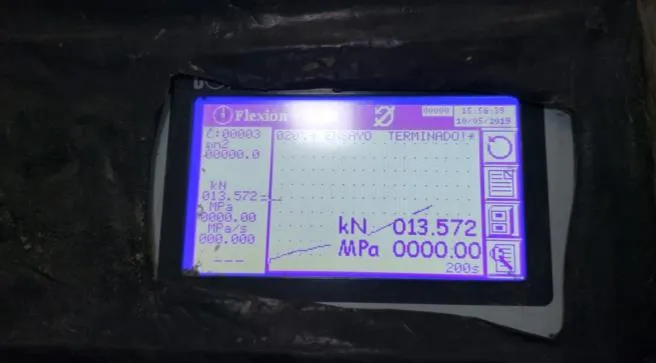 Flexion
00000
15:56:39
10/05/2019
:00003
mm2
00000.0
ENSAYO TERMINADO!*
kN
013.572
MPa
0000.00
MPa/s
000.000
---
kN 013.572
MPa 0000.00
200s